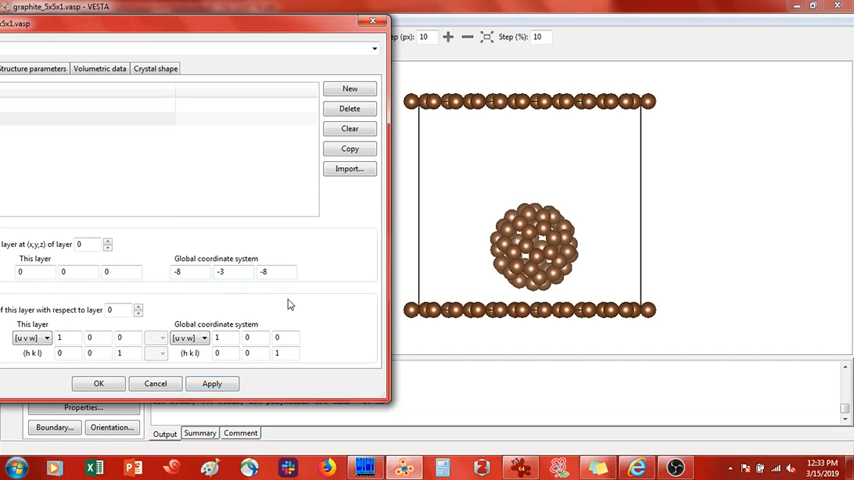 graphite_5x5x1.vasp - VESTA
5x1.vasp
(px): 10
Step (%): 10
Structure parameters Volumetric data Crystal shape
New
Delete
Clear
Copy
Import...
layer at (x,y,z) of layer 0
This layer Global coordinate system
0 0 0 -8 -3 -8
of this layer with respect to layer 0
This layer Global coordinate system
[u v w] 1 0 0 [u v w] 1 0 0
(h k l) 0 0 1 (h k l) 0 0 1
OK Cancel Apply
Properties...
Boundary... Orientation...
Output Summary Comment
12:33 PM
3/15/2019